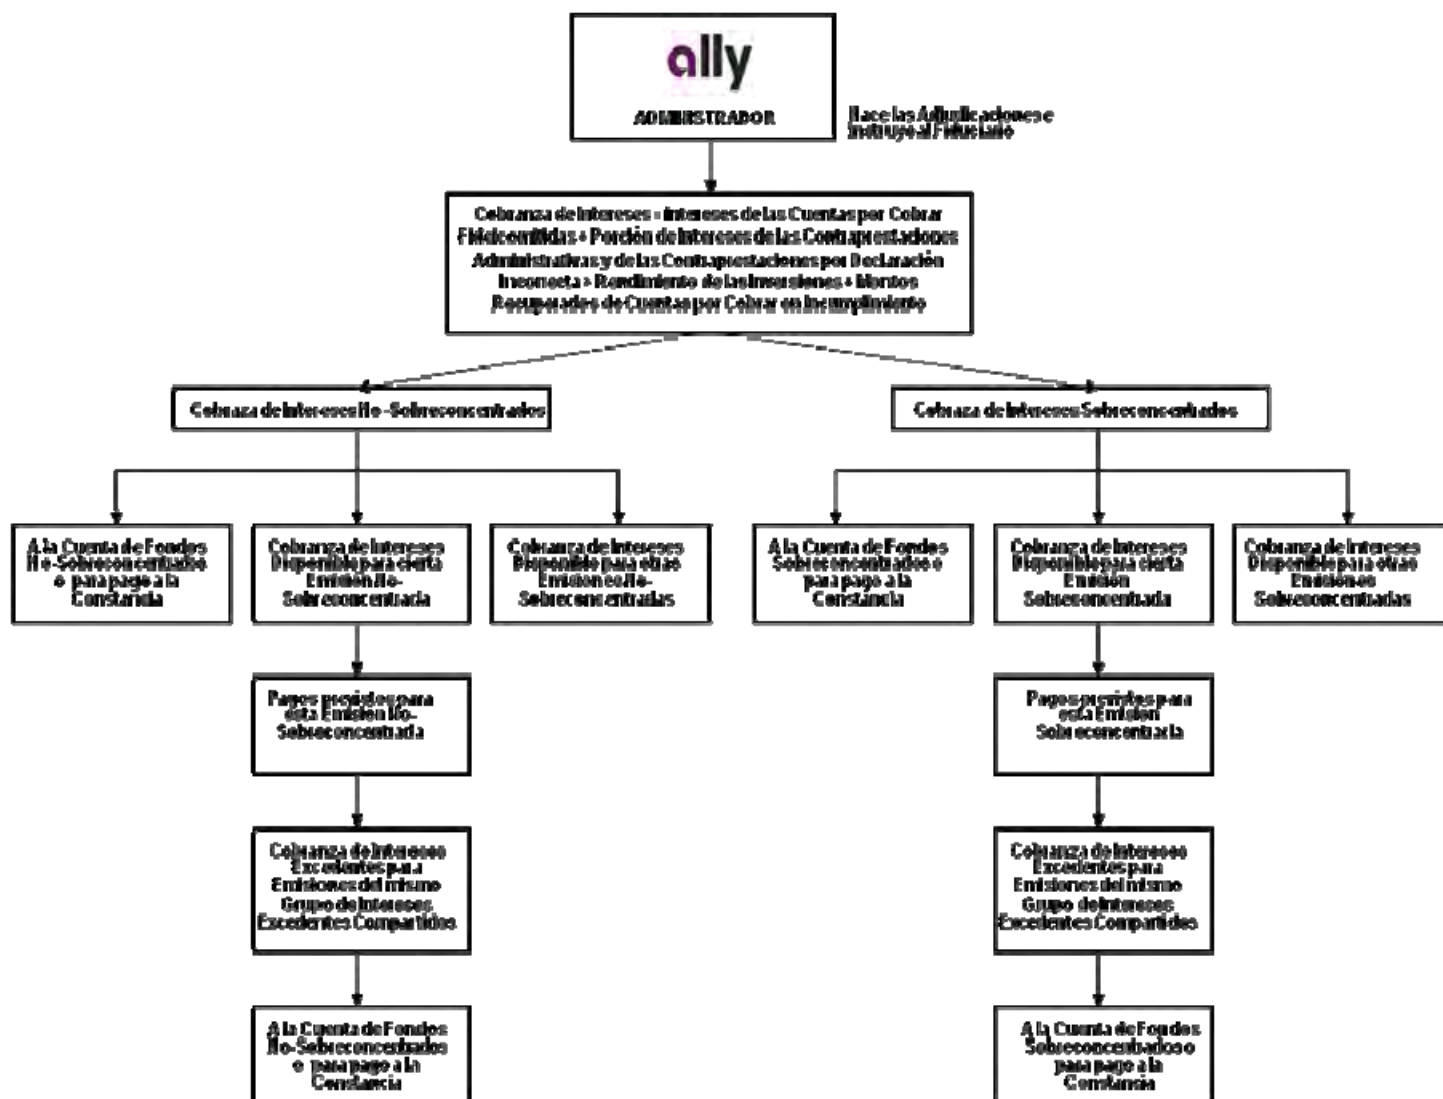 ally
ADMINISTRADOR
Hace las Adjudicaciones e
Instruye al Fiduciario
Cobranza de Intereses = Intereses de las Cuentas por Cobrar
Fideicomitidas + Porción de Intereses de las Contraprestaciones
Administrativas y de las Contraprestaciones por Declaración
Incorrecta + Rendimiento de las Inversiones + Montos
Recuperados de Cuentas por Cobrar en Incumplimiento
Cobraza de Intereses No-Sobreconcentrados
Cobraza de Intereses Sobreconcentrados
A la Cuenta de Fondos
No-Sobreconcentrados
o para pago a la
Constancia
Cobranza de Intereses
Disponible para cierta
Emisión No-
Sobreconcentrada
Cobranza de Intereses
Disponible para otro
Emisiones No-
Sobreconcentradas
A la Cuenta de Fondos
Sobreconcentrados o
para pago a la
Constancia
Cobranza de Intereses
Disponible para cierta
Emisión
Sobreconcentrada
Cobranza de Intereses
Disponible para otro
Emisiones
Sobreconcentradas
Pagos previstos para
esta Emisión No-
Sobreconcentrada
Pagos previstos para
esta Emisión
Sobreconcentrada
Cobranza de Intereses
Excedentes para
Emisiones del mismo
Grupo de Intereses
Excedentes Compartidos
Cobranza de Intereses
Excedentes para
Emisiones del mismo
Grupo de Intereses
Excedentes Compartidos
A la Cuenta de Fondos
No-Sobreconcentrados
o para pago a la
Constancia
A la Cuenta de Fondos
Sobreconcentrados o
para pago a la
Constancia